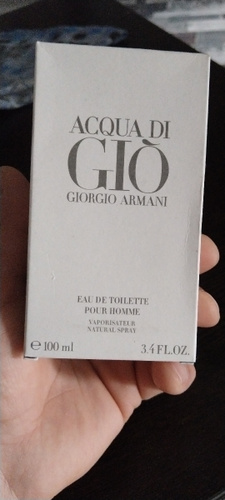 ACQUA DI
GIÒ
GIORGIO ARMANI
EAU DE TOILETTE
POUR HOMME
VAPORISATEUR
NATURAL SPRAY
℮ 100 ml 3.4 FL.OZ.